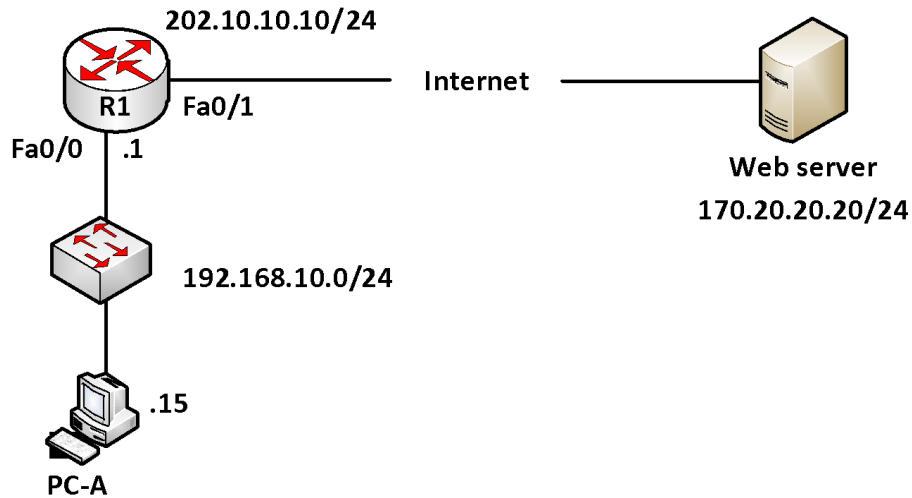 202.10.10.10/24
R1
Fa0/1
Internet
Fa0/0
.1
Web server
170.20.20.20/24
192.168.10.0/24
.15
PC-A